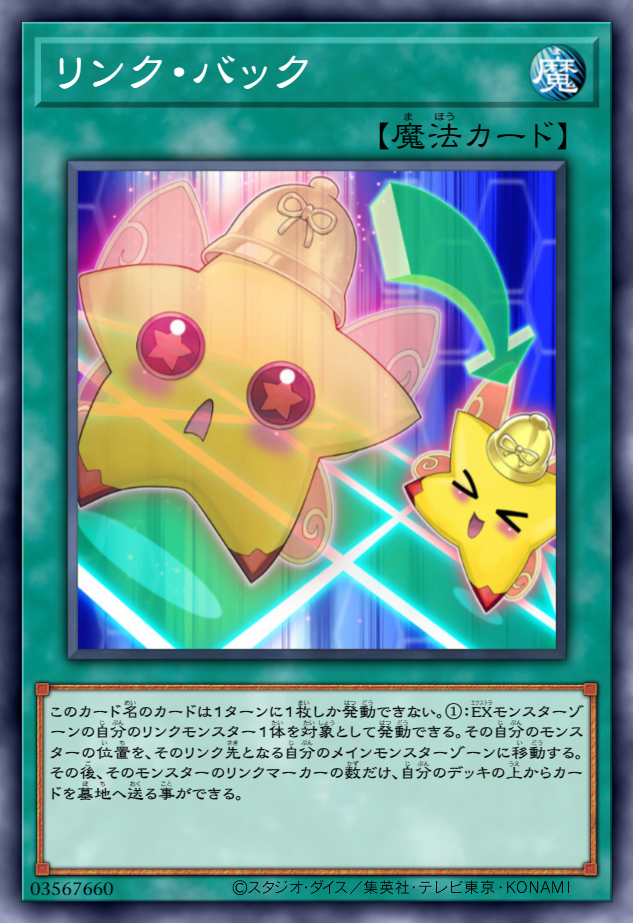 リンク・バック
魔
【魔法カード】
このカード名のカードは1ターンに1枚しか発動できない。①:EXモンスターゾ
ーンの自分のリンクモンスター1体を対象として発動できる。その自分のモンス
ターの位置を、そのリンク先となる自分のメインモンスターゾーンに移動する。
その後、そのモンスターのリンクマーカーの数だけ、自分のデッキの上からカー
ドを墓地へ送る事ができる。
03567660
©スタジオ・ダイス/集英社・テレビ東京・KONAMI